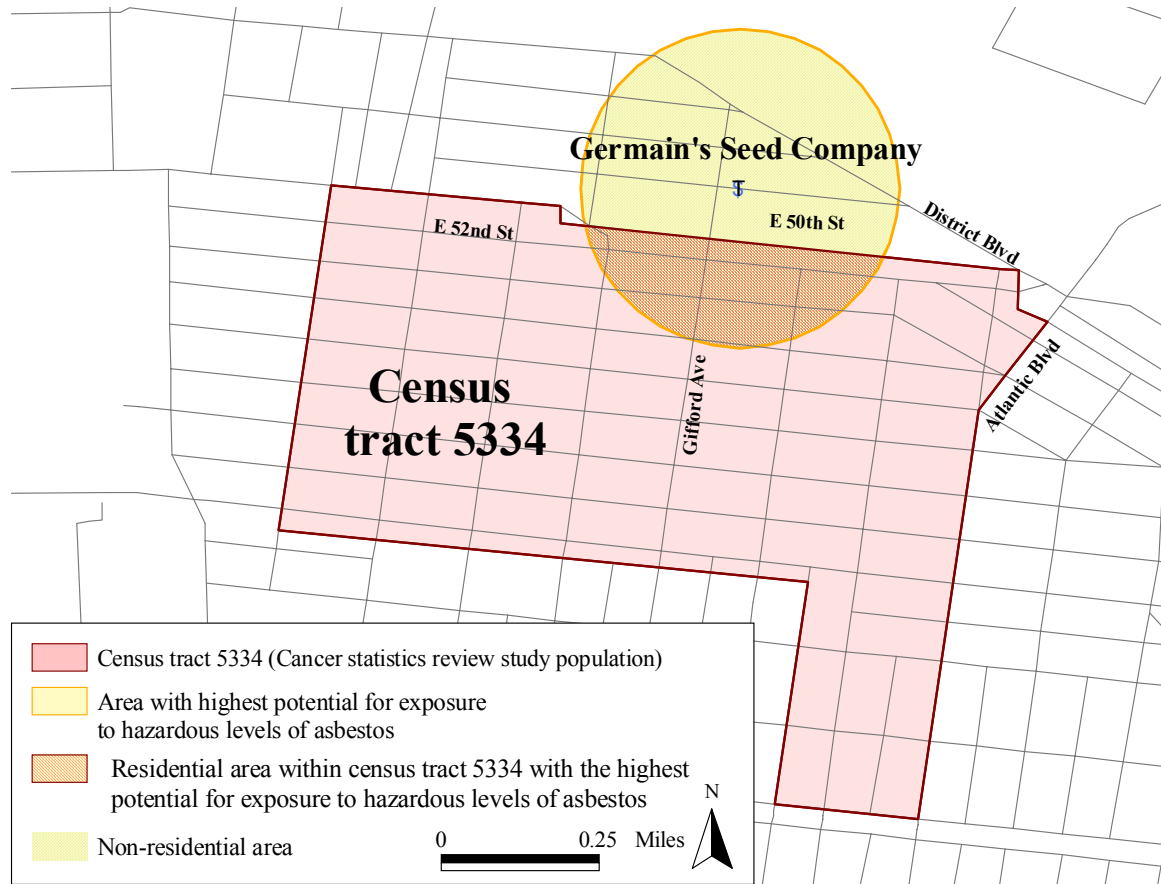 Germain's Seed Company
E 50th St
District Blvd
E 52nd St
Census
tract 5334
Gifford Ave
Atlantic Blvd
Census tract 5334 (Cancer statistics review study population)
Area with highest potential for exposure
to hazardous levels of asbestos
Residential area within census tract 5334 with the highest
potential for exposure to hazardous levels of asbestos
Non-residential area
0 0.25 Miles
N